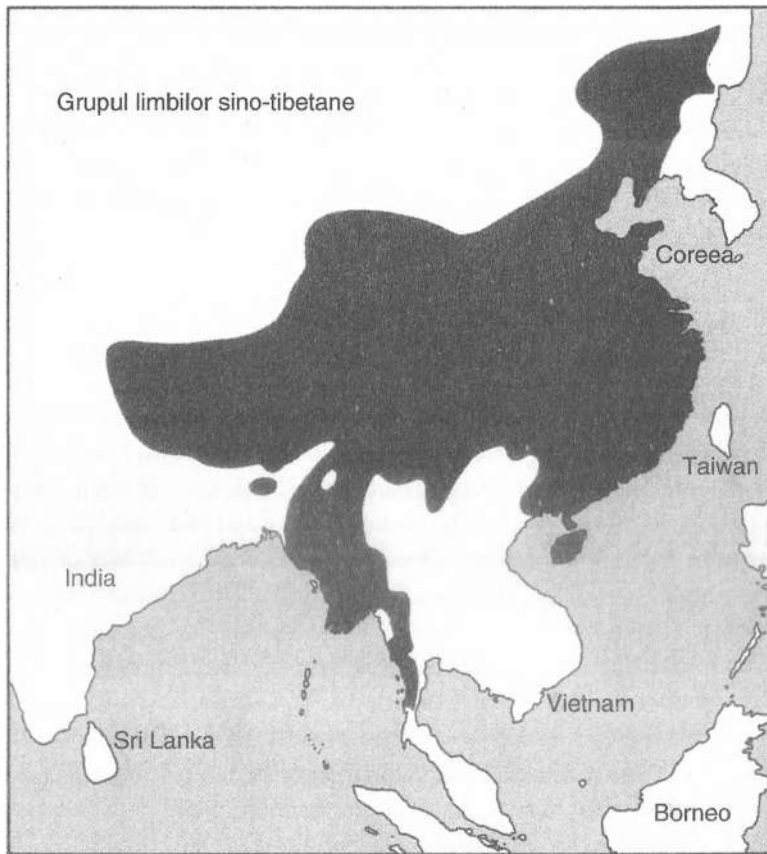 Grupul limbilor sino-tibetane
Coreea
Taiwan
India
Vietnam
Sri Lanka
Borneo